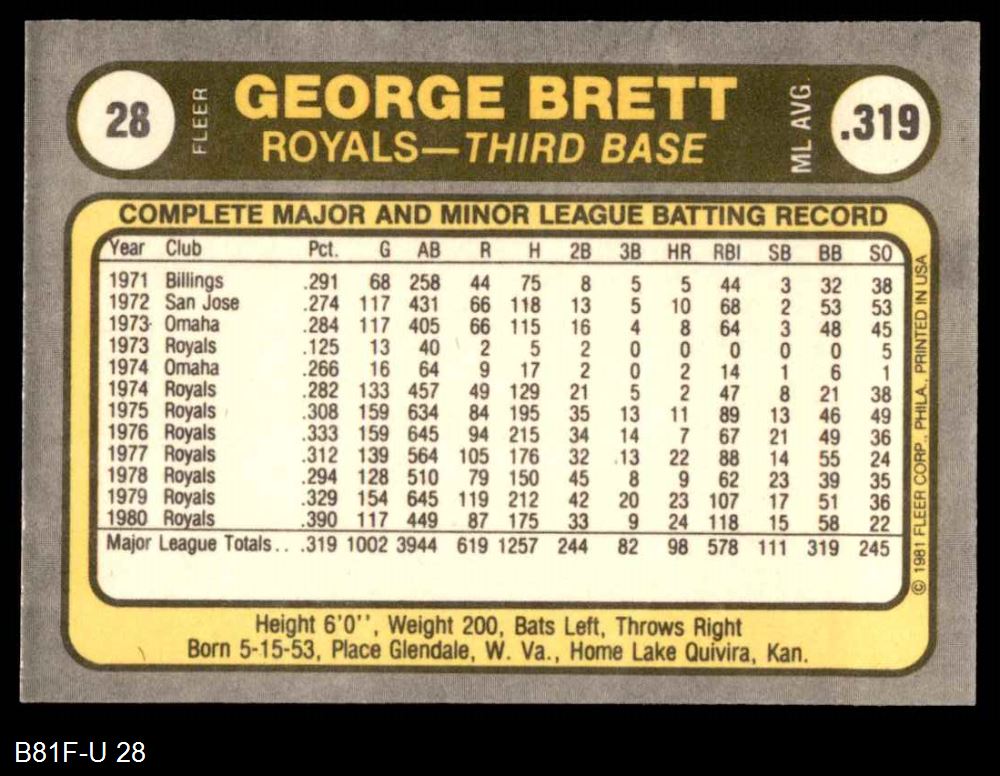 28 FLEER GEORGE BRETT ML AVG. .319
ROYALS—THIRD BASE
COMPLETE MAJOR AND MINOR LEAGUE BATTING RECORD
Year Club Pct. G AB R H 2B 3B HR RBI SB BB SO
1971 Billings .291 68 258 44 75 8 5 5 44 3 32 38
1972 San Jose .274 117 431 66 118 13 5 10 68 2 53 53
1973 Omaha .284 117 405 66 115 16 4 8 64 3 48 45
1973 Royals .125 13 40 2 5 2 0 0 0 0 0 5
1974 Omaha .266 16 64 9 17 2 0 2 14 1 6 1
1974 Royals .282 133 457 49 129 21 5 2 47 8 21 38
1975 Royals .308 159 634 84 195 35 13 11 89 13 46 49
1976 Royals .333 159 645 94 215 34 14 7 67 21 49 36
1977 Royals .312 139 564 105 176 32 13 22 88 14 55 24
1978 Royals .294 128 510 79 150 45 8 9 62 23 39 35
1979 Royals .329 154 645 119 212 42 20 23 107 17 51 36
1980 Royals .390 117 449 87 175 33 9 24 118 15 58 22
Major League Totals.. .319 1002 3944 619 1257 244 82 98 578 111 319 245
© 1981 FLEER CORP., PHILA., PRINTED IN USA
Height 6'0'', Weight 200, Bats Left, Throws Right
Born 5-15-53, Place Glendale, W. Va., Home Lake Quivira, Kan.
B81F-U 28